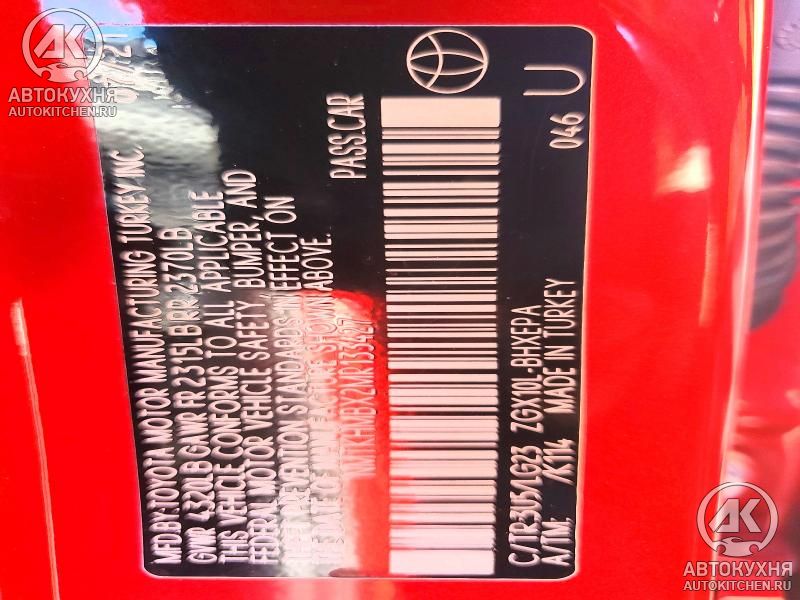 MFD.BY:TOYOTA MOTOR MANUFACTURING TURKEY INC.
GVWR 4320LB GAWR FR 2315LB RR 2370LB
THIS VEHICLE CONFORMS TO ALL APPLICABLE
FEDERAL MOTOR VEHICLE SAFETY, BUMPER, AND
THEFT PREVENTION STANDARDS IN EFFECT ON
THE DATE OF MANUFACTURE SHOWN ABOVE.
PASS.CAR
C/TR:3U5/LG23 ZGX10L-BHXEPA
A/TM: /K114 MADE IN TURKEY
046 U
АВТОКУХНЯ
AUTOKITCHEN.RU
АВТОКУХНЯ
AUTOKITCHEN.RU